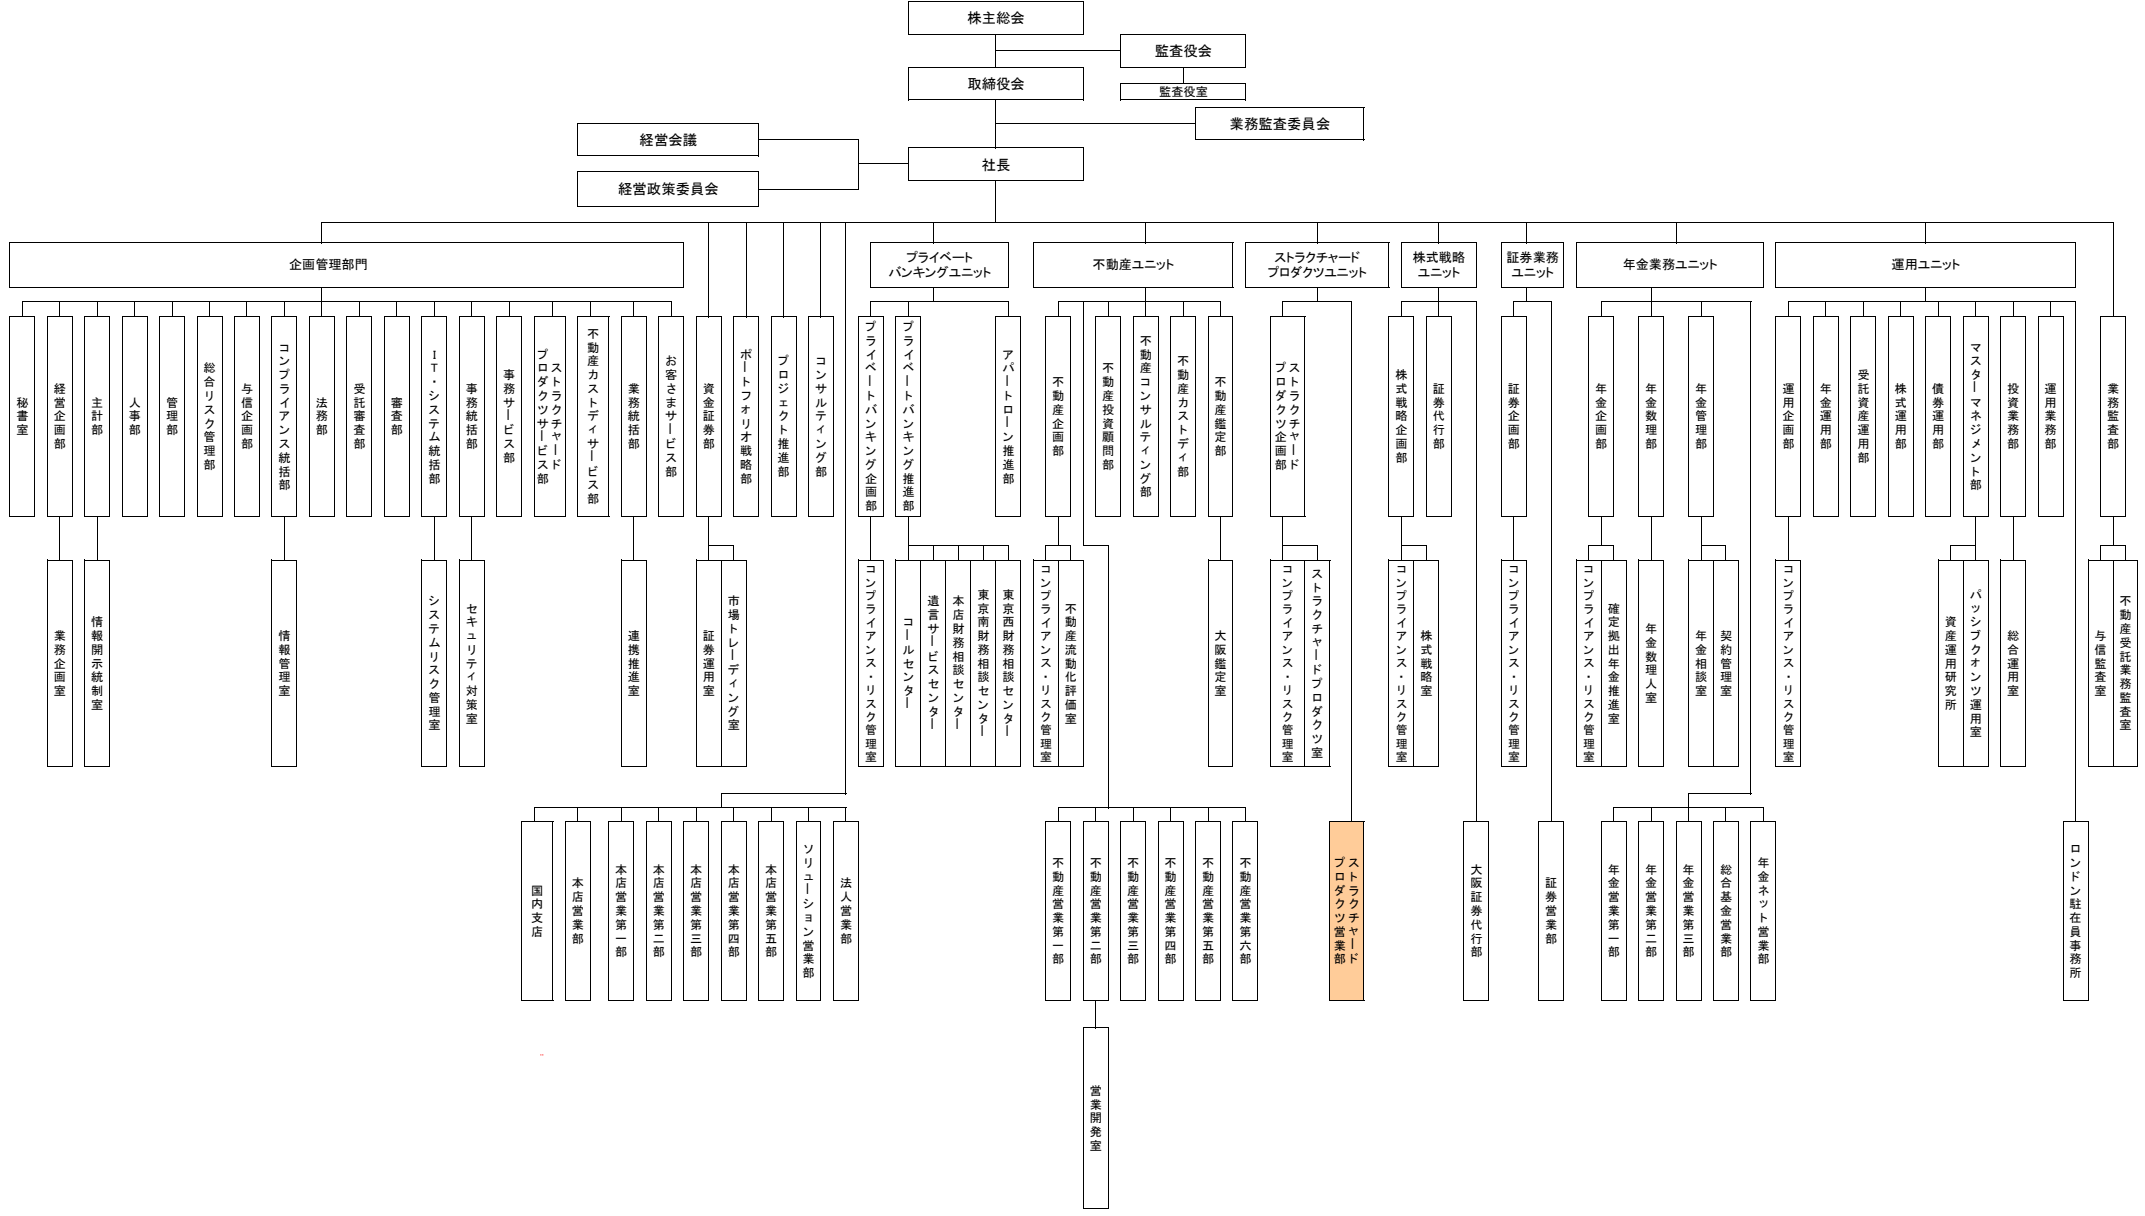 株主総会
監査役会
取締役会
監査役室
業務監査委員会
経営会議
社長
経営政策委員会
企画管理部門
プライベート
バンキングユニット
不動産ユニット
ストラクチャード
プロダクツユニット
株式戦略
ユニット
証券業務
ユニット
年金業務ユニット
運用ユニット
秘書室
経営企画部
主計部
人事部
管理部
総合リスク管理部
与信企画部
コンプライアンス統括部
法務部
受託審査部
審査部
IT・システム統括部
事務統括部
事務サービス部
ストラクチャード
プロダクツサービス部
不動産カストディサービス部
業務統括部
お客さまサービス部
資金証券部
ポートフォリオ戦略部
プロジェクト推進部
コンサルティング部
プライベートバンキング企画部
プライベートバンキング推進部
アパートローン推進部
不動産企画部
不動産投資顧問部
不動産コンサルティング部
不動産カストディ部
不動産鑑定部
ストラクチャード
プロダクツ企画部
株式戦略企画部
証券代行部
証券企画部
年金企画部
年金数理部
年金管理部
運用企画部
年金運用部
受託資産運用部
株式運用部
債券運用部
マスターマネジメント部
投資業務部
運用業務部
業務監査部
業務企画室
情報開示統制室
情報管理室
システムリスク管理室
セキュリティ対策室
連携推進室
証券運用室
市場トレーディング室
コンプライアンス・リスク管理室
コールセンター
遺言サービスセンター
本店財務相談センター
東京南財務相談センター
東京西財務相談センター
コンプライアンス・リスク管理室
不動産流動化評価室
大阪鑑定室
コンプライアンス・リスク管理室
ストラクチャードプロダクツ室
コンプライアンス・リスク管理室
株式戦略室
コンプライアンス・リスク管理室
コンプライアンス・リスク管理室
確定拠出年金推進室
年金数理人室
年金相談室
契約管理室
コンプライアンス・リスク管理室
資産運用研究所
パッシブクオンツ運用室
総合運用室
与信監査室
不動産受託業務監査室
国内支店
本店営業部
本店営業第一部
本店営業第二部
本店営業第三部
本店営業第四部
本店営業第五部
ソリューション営業部
法人営業部
不動産営業第一部
不動産営業第二部
不動産営業第三部
不動産営業第四部
不動産営業第五部
不動産営業第六部
ストラクチャード
プロダクツ営業部
大阪証券代行部
証券営業部
年金営業第一部
年金営業第二部
年金営業第三部
総合基金営業部
年金ネット営業部
ロンドン駐在員事務所
営業開発室